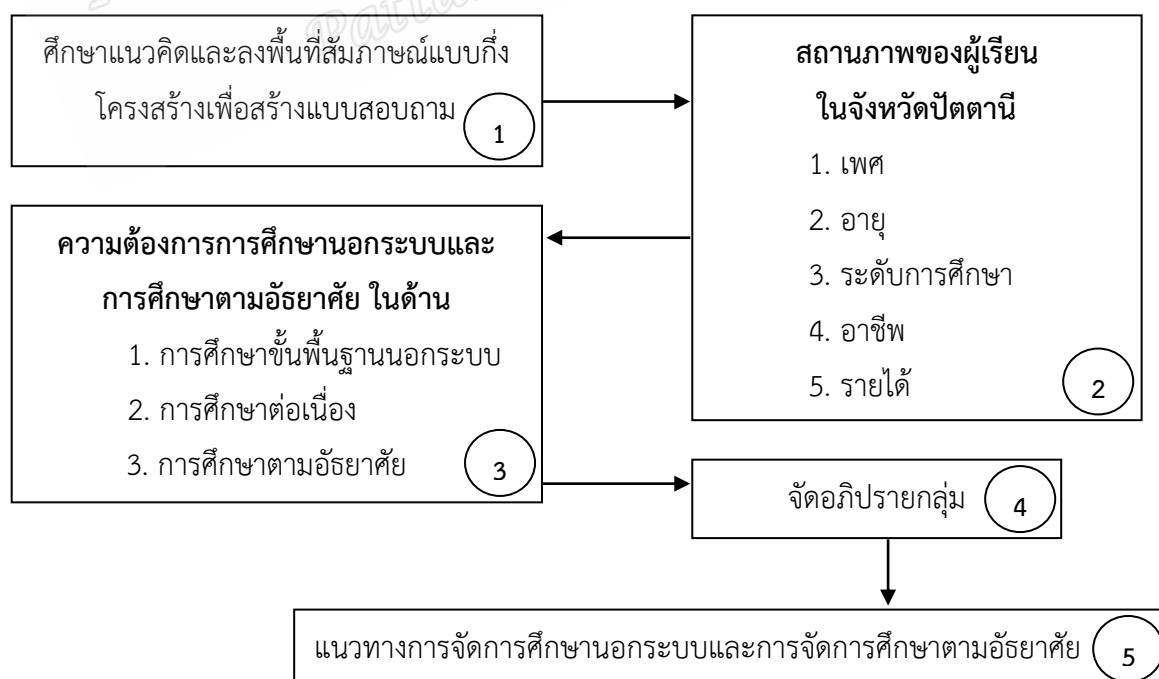 ศึกษาแนวคิดและลงพื้นที่สัมภาษณ์แบบกึ่ง
โครงสร้างเพื่อสร้างแบบสอบถาม
1
สถานภาพของผู้เรียน
ในจังหวัดปัตตานี
1. เพศ
2. อายุ
3. ระดับการศึกษา
4. อาชีพ
5. รายได้
2
ความต้องการการศึกษานอกระบบและ
การศึกษาตามอัธยาศัย ในด้าน
1. การศึกษาขั้นพื้นฐานนอกระบบ
2. การศึกษาต่อเนื่อง
3. การศึกษาตามอัธยาศัย
3
จัดอภิปรายกลุ่ม
4
แนวทางการจัดการศึกษานอกระบบและการจัดการศึกษาตามอัธยาศัย
5